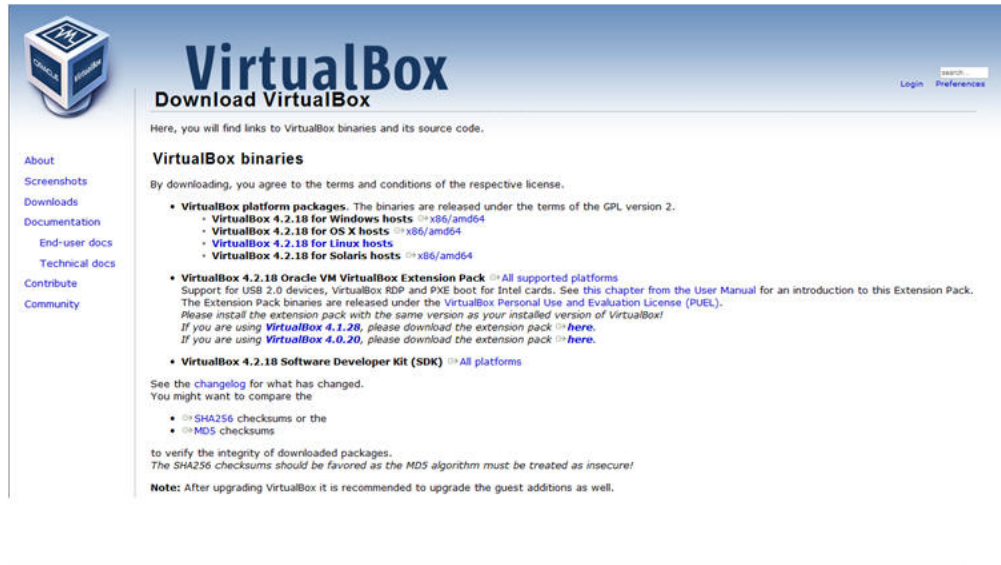 ORACLE
VirtualBox
VirtualBox
search...
Login Preferences
Download VirtualBox
Here, you will find links to VirtualBox binaries and its source code.
About
Screenshots
Downloads
Documentation
End-user docs
Technical docs
Contribute
Community
VirtualBox binaries
By downloading, you agree to the terms and conditions of the respective license.
• VirtualBox platform packages. The binaries are released under the terms of the GPL version 2.
◦ VirtualBox 4.2.18 for Windows hosts x86/amd64
◦ VirtualBox 4.2.18 for OS X hosts x86/amd64
◦ VirtualBox 4.2.18 for Linux hosts
◦ VirtualBox 4.2.18 for Solaris hosts x86/amd64
• VirtualBox 4.2.18 Oracle VM VirtualBox Extension Pack All supported platforms
Support for USB 2.0 devices, VirtualBox RDP and PXE boot for Intel cards. See this chapter from the User Manual for an introduction to this Extension Pack.
The Extension Pack binaries are released under the VirtualBox Personal Use and Evaluation License (PUEL).
Please install the extension pack with the same version as your installed version of VirtualBox!
If you are using VirtualBox 4.1.28, please download the extension pack here.
If you are using VirtualBox 4.0.20, please download the extension pack here.
• VirtualBox 4.2.18 Software Developer Kit (SDK) All platforms
See the changelog for what has changed.
You might want to compare the
• SHA256 checksums or the
• MD5 checksums
to verify the integrity of downloaded packages.
The SHA256 checksums should be favored as the MD5 algorithm must be treated as insecure!
Note: After upgrading VirtualBox it is recommended to upgrade the guest additions as well.